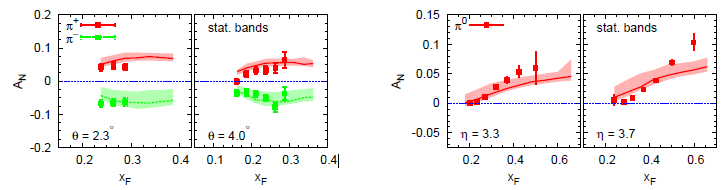 π+
π−
stat. bands
π0
stat. bands
0.2
0.1
0
-0.1
-0.2
A_N
θ = 2.3°
θ = 4.0°
0.2 0.3 0.4
0.1 0.2 0.3 0.4
x_F
x_F
0.15
0.1
0.05
0
-0.05
A_N
η = 3.3
η = 3.7
0.2 0.4 0.6
0.2 0.4 0.6
x_F
x_F